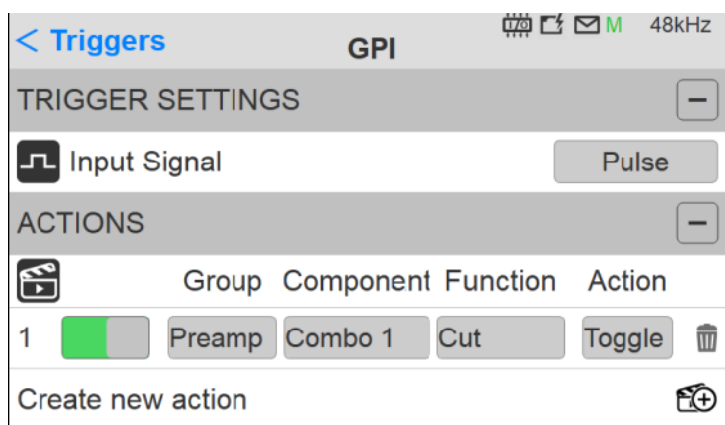 < Triggers GPI I/O M 48kHz
TRIGGER SETTINGS
Input Signal Pulse
ACTIONS
Group Component Function Action
1 Preamp Combo 1 Cut Toggle
Create new action